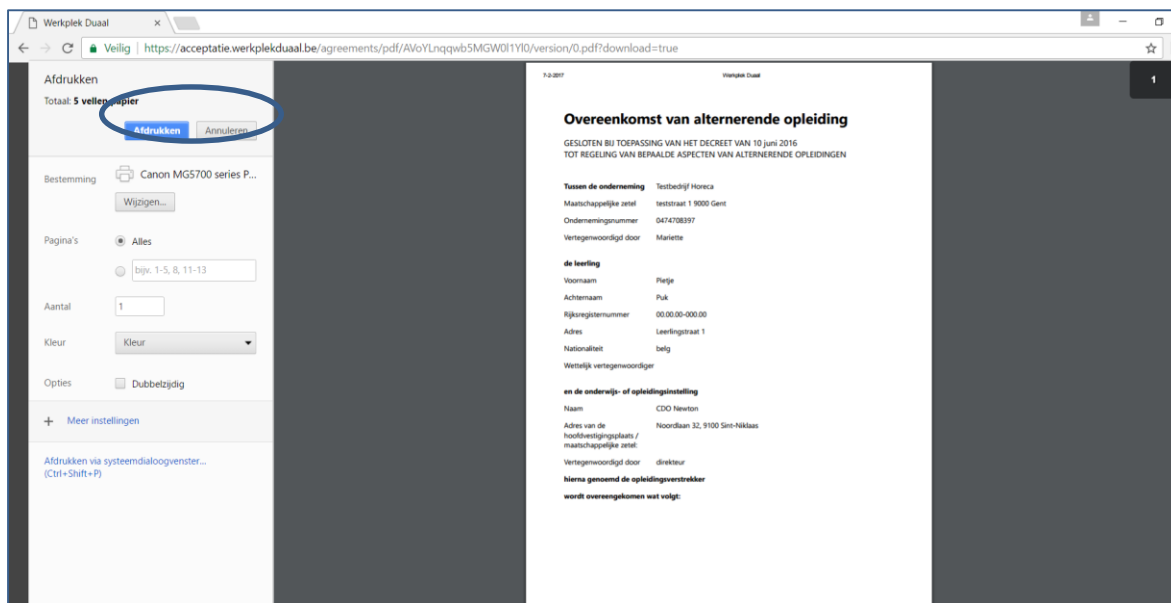 Werkplek Duaal
Veilig https://acceptatie.werkplekduaal.be/agreements/pdf/AVoYLnqqwb5MGW0l1Yl0/version/0.pdf?download=true
Afdrukken
Totaal: 5 vellen papier
Afdrukken Annuleren
Bestemming Canon MG5700 series P...
Wijzigen...
Pagina's Alles
bijv. 1-5, 8, 11-13
Aantal 1
Kleur Kleur
Opties Dubbelzijdig
+ Meer instellingen
Afdrukken via systeemdialoogvenster...
(Ctrl+Shift+P)
7-2-2017 Werkplek Duaal
1
Overeenkomst van alternerende opleiding
GESLOTEN BIJ TOEPASSING VAN HET DECREET VAN 10 juni 2016
TOT REGELING VAN BEPAALDE ASPECTEN VAN ALTERNERENDE OPLEIDINGEN
Tussen de onderneming Testbedrijf Horeca
Maatschappelijke zetel teststraat 1 9000 Gent
Ondernemingsnummer 0474708397
Vertegenwoordigd door Mariette
de leerling
Voornaam Pietje
Achternaam Puk
Rijksregisternummer 00.00.00-000.00
Adres Leerlingstraat 1
Nationaliteit belg
Wettelijk vertegenwoordiger
en de onderwijs- of opleidingsinstelling
Naam CDO Newton
Adres van de Noordlaan 32, 9100 Sint-Niklaas
hoofdvestigingsplaats /
maatschappelijke zetel:
Vertegenwoordigd door direkteur
hierna genoemd de opleidingsverstrekker
wordt overeengekomen wat volgt: